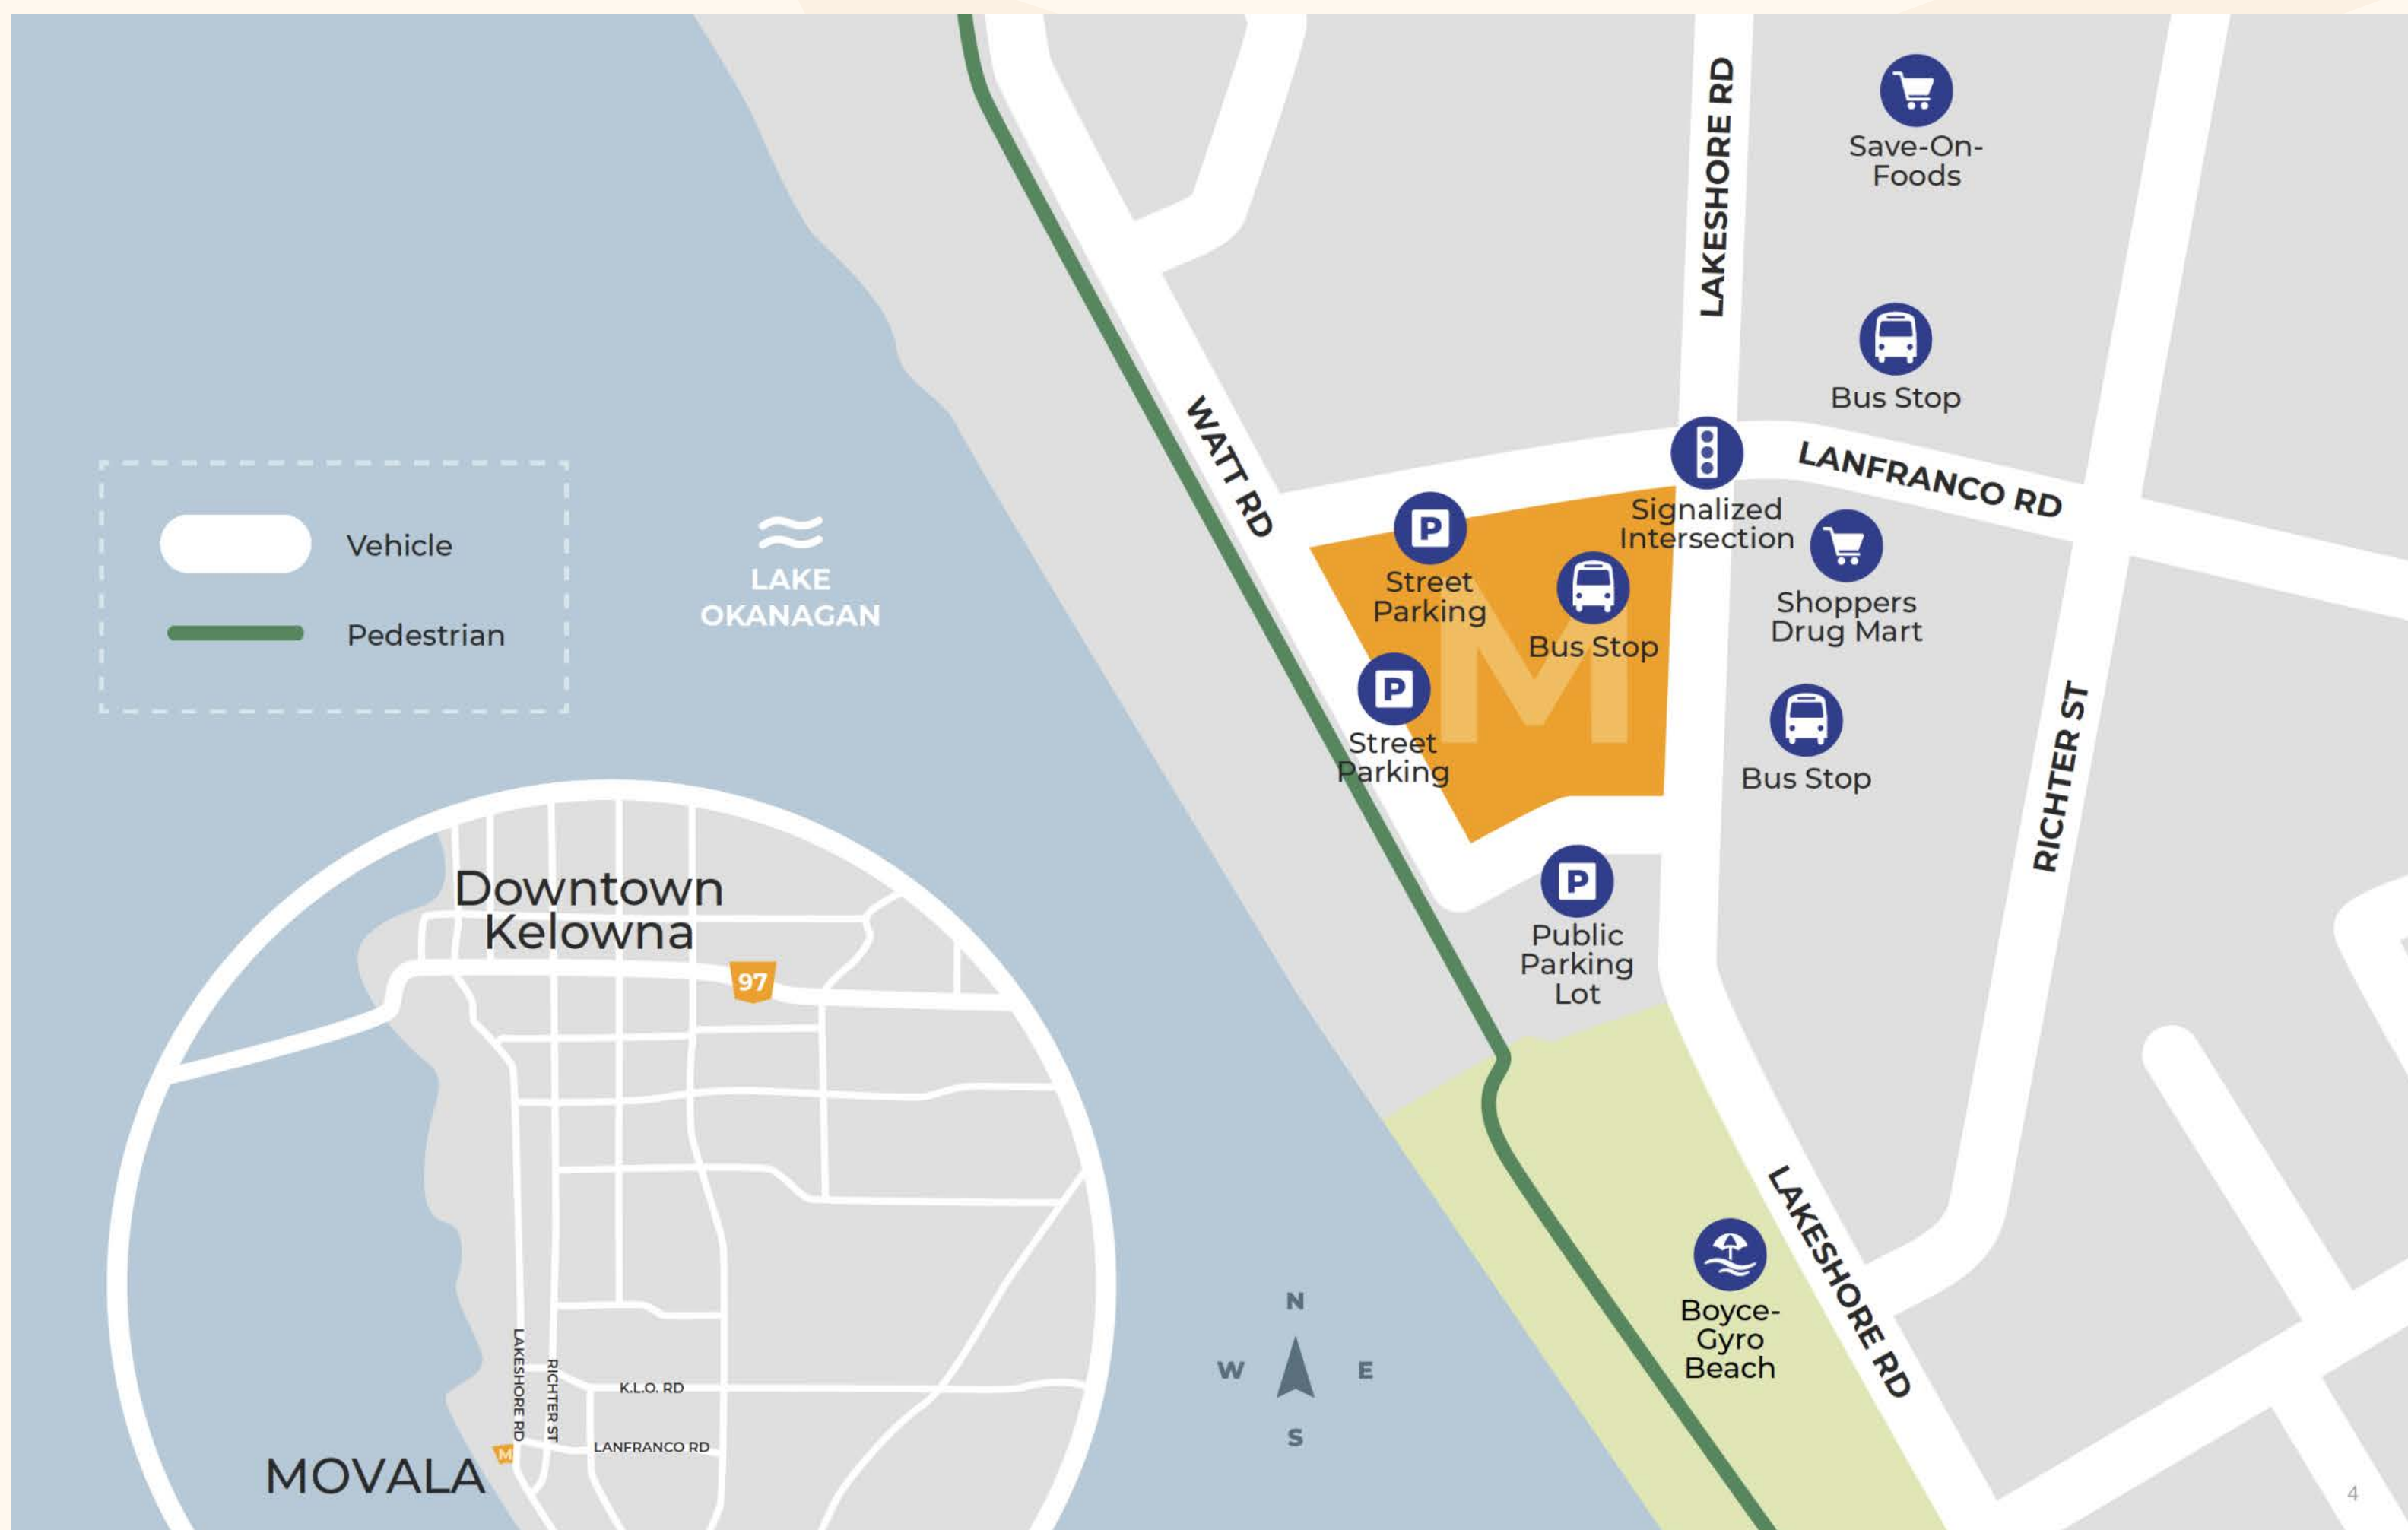 LAKESHORE RD
Save-On-
Foods
Bus Stop
WATT RD
LANFRANCO RD
Signalized
Intersection
P
Street
Parking
Bus Stop
M
Shoppers
Drug Mart
P
Street
Parking
Bus Stop
RICHTER ST
P
Public
Parking
Lot
LAKESHORE RD
Boyce-
Gyro
Beach
Vehicle
Pedestrian
LAKE
OKANAGAN
Downtown
Kelowna
97
LAKESHORE RD
RICHTER ST
K.L.O. RD
LANFRANCO RD
M
MOVALA
N
W E
S
4